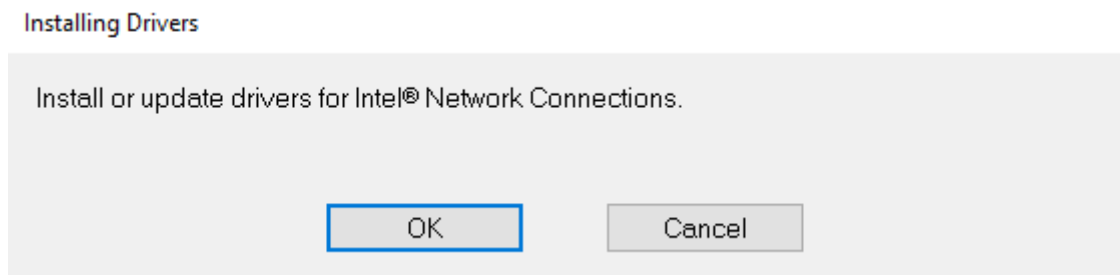 Installing Drivers
Install or update drivers for Intel® Network Connections.
OK
Cancel